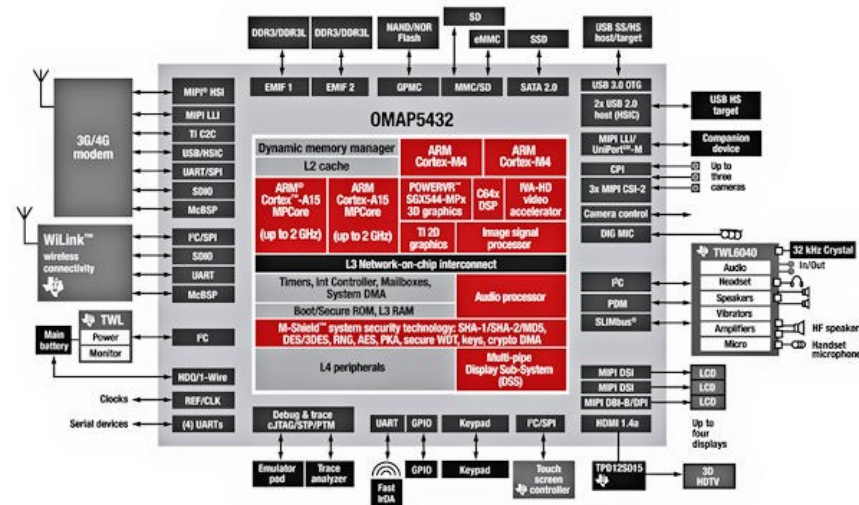 DDR3/DDR3L
DDR3/DDR3L
NAND/NOR
Flash
SD
eMMC
SSD
USB SS/HS
host/target
EMIF 1
EMIF 2
GPMC
MMC/SD
SATA 2.0
USB 3.0 OTG
OMAP5432
3G/4G
modem
MIPI® HSI
MIPI LLI
TI C2C
USB/HSIC
UART/SPI
SDIO
McBSP
WiLink™
wireless
connectivity
I²C/SPI
SDIO
UART
McBSP
TWL
Main
battery
Power
Monitor
I²C
HDQ/1-Wire
Clocks
REF/CLK
Serial devices
(4) UARTs
Dynamic memory manager
L2 cache
ARM
Cortex-M4
ARM
Cortex-M4
ARM®
Cortex™-A15
MPCore
(up to 2 GHz)
ARM
Cortex-A15
MPCore
(up to 2 GHz)
POWERVR™
SGX544-MPx
3D graphics
C64x
DSP
IVA-HD
video
accelerator
TI 2D
graphics
Image signal
processor
L3 Network-on-chip interconnect
Timers, Int Controller, Mailboxes,
System DMA
Boot/Secure ROM, L3 RAM
Audio processor
M-Shield™ system security technology: SHA-1/SHA-2/MD5,
DES/3DES, RNG, AES, PKA, secure WDT, keys, crypto DMA
L4 peripherals
Multi-pipe
Display Sub-System
(DSS)
2x USB 2.0
host (HSIC)
USB HS
target
MIPI LLI/
UniPort™-M
Companion
device
CPI
3x MIPI CSI-2
Up to
three
cameras
Camera control
DIG MIC
I²C
PDM
SLIMbus®
TWL6040
32 kHz Crystal
Audio
In/Out
Headset
Speakers
Vibrators
Amplifiers
HF speaker
Micro
Handset
microphone
MIPI DSI
LCD
MIPI DSI
LCD
MIPI DBI-B/DPI
LCD
HDMI 1.4a
Up to
four
displays
TPD12S015
3D
HDTV
Debug & trace
cJTAG/STP/PTM
UART
GPIO
Keypad
I²C/SPI
Emulator
pod
Trace
analyzer
Fast
IrDA
GPIO
Keypad
Touch
screen
controller